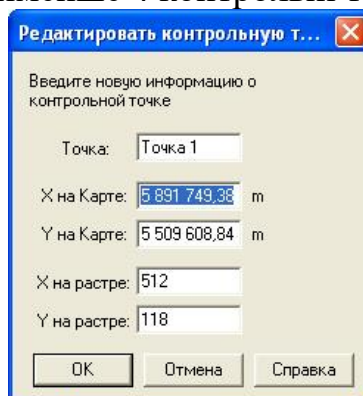 Редактировать контрольную т...
Введите новую информацию о
контрольной точке
Точка: Точка 1
X на Карте: 5 891 749,38 m
Y на Карте: 5 509 608,84 m
X на растре: 512
Y на растре: 118
OK Отмена Справка